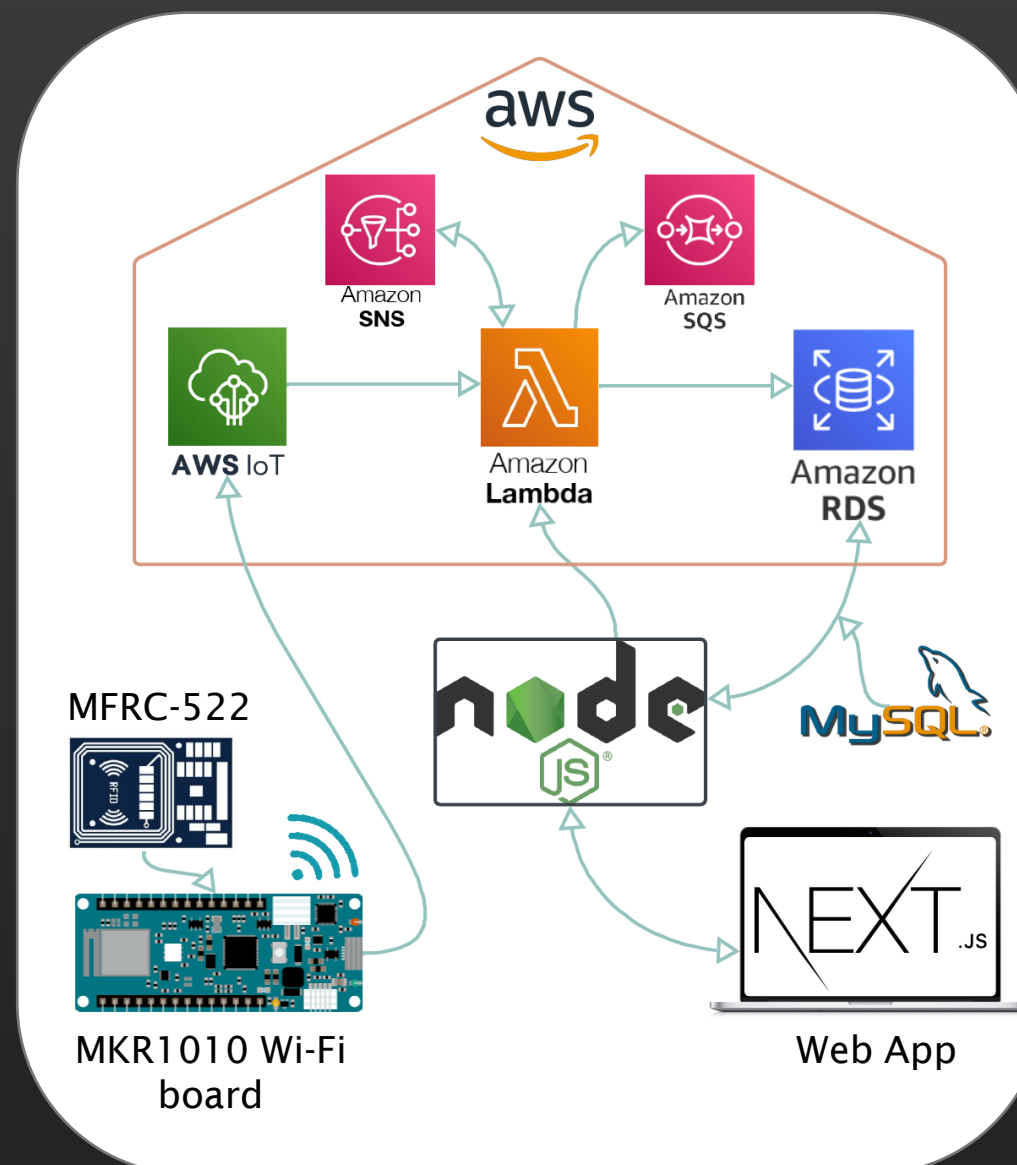 aws
Amazon
SNS
Amazon
SQS
AWS IoT
Amazon
Lambda
Amazon
RDS
node
JS®
MySQL®
MFRC-522
RFID
NEXT.JS
MKR1010 Wi-Fi
board
Web App